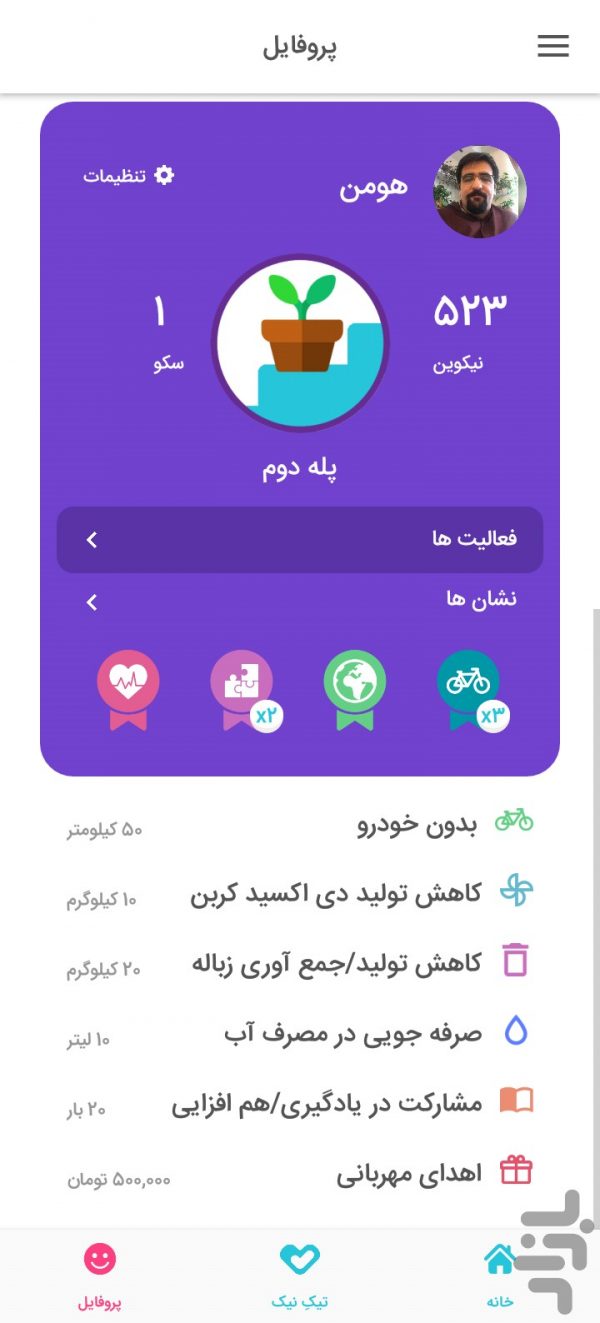 پروفایل
هومن
تنظیمات
۵۲۳
نیکوین
۱
سکو
پله دوم
فعالیت ها
نشان ها
x۳
x۲
بدون خودرو
۵۰ کیلومتر
کاهش تولید دی اکسید کربن
۱۰ کیلوگرم
کاهش تولید/جمع آوری زباله
۲۰ کیلوگرم
صرفه جویی در مصرف آب
۱۰ لیتر
مشارکت در یادگیری/هم افزایی
۲۰ بار
اهدای مهربانی
۵۰۰,۰۰۰ تومان
خانه
تیکِ نیک
پروفایل
بازار